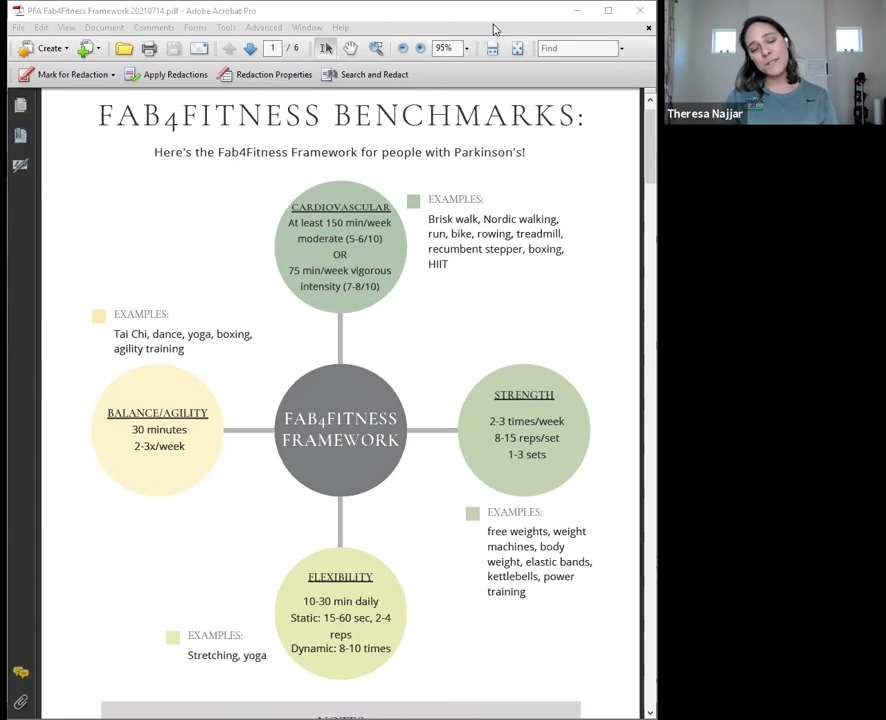 PFA Fab4Fitness Framework 20210714.pdf - Adobe Acrobat Pro
File Edit View Document Comments Forms Tools Advanced Window Help
Create
1 / 6
95%
Find
Mark for Redaction
Apply Redactions
Redaction Properties
Search and Redact
Theresa Najjar
FAB4FITNESS BENCHMARKS:
Here's the Fab4Fitness Framework for people with Parkinson's!
CARDIOVASCULAR
At least 150 min/week
moderate (5-6/10)
OR
75 min/week vigorous
intensity (7-8/10)
EXAMPLES:
Brisk walk, Nordic walking,
run, bike, rowing, treadmill,
recumbent stepper, boxing,
HIIT
EXAMPLES:
Tai Chi, dance, yoga, boxing,
agility training
BALANCE/AGILITY
30 minutes
2-3x/week
FAB4FITNESS
FRAMEWORK
STRENGTH
2-3 times/week
8-15 reps/set
1-3 sets
EXAMPLES:
free weights, weight
machines, body
weight, elastic bands,
kettlebells, power
training
FLEXIBILITY
10-30 min daily
Static: 15-60 sec, 2-4
reps
Dynamic: 8-10 times
EXAMPLES:
Stretching, yoga